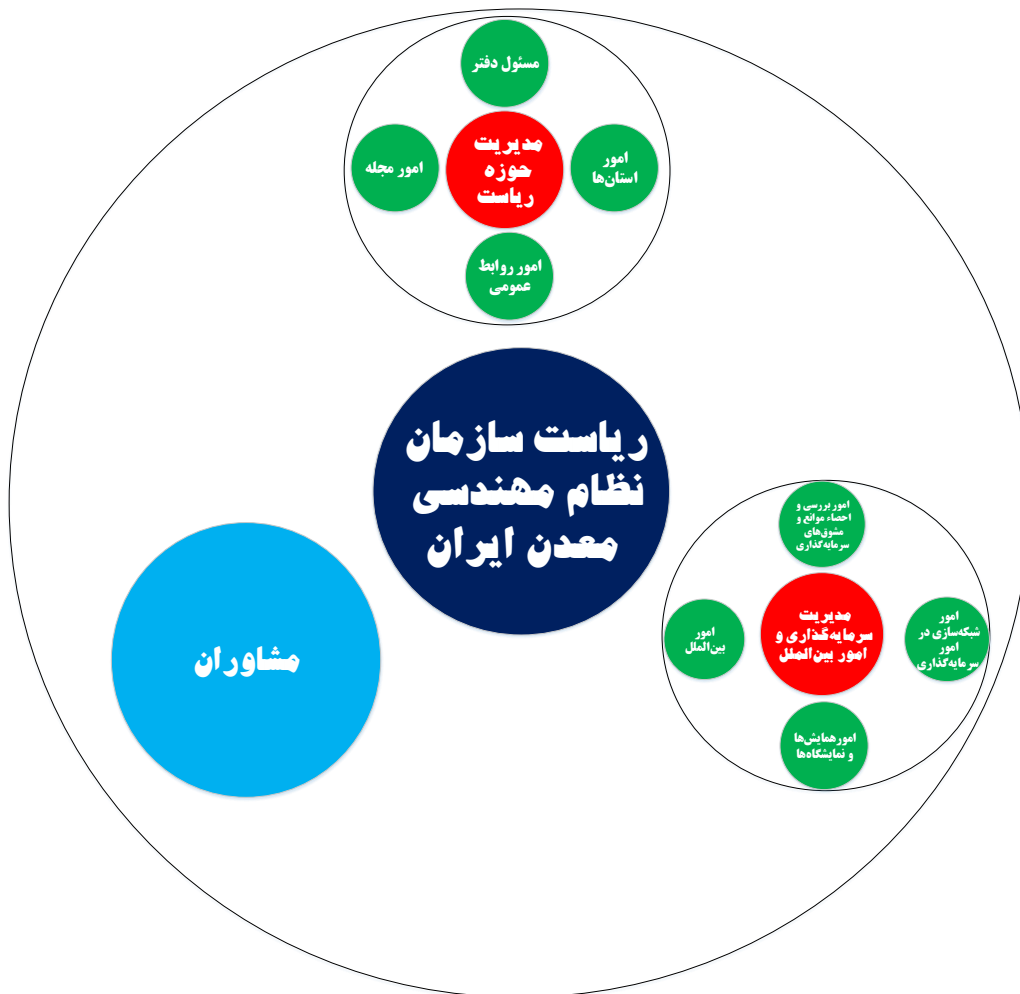 مسئول دفتر
مدیریت
حوزه
ریاست
امور
استان‌ها
امور مجله
امور روابط
عمومی
ریاست سازمان
نظام مهندسی
معدن ایران
امور بررسی و
احصاء موانع و
مشوق‌های
سرمایه‌گذاری
مدیریت
سرمایه‌گذاری و
امور بین‌الملل
امور
شبکه‌سازی در
امور
سرمایه‌گذاری
امور
بین‌الملل
امور همایش‌ها
و نمایشگاه‌ها
مشاوران